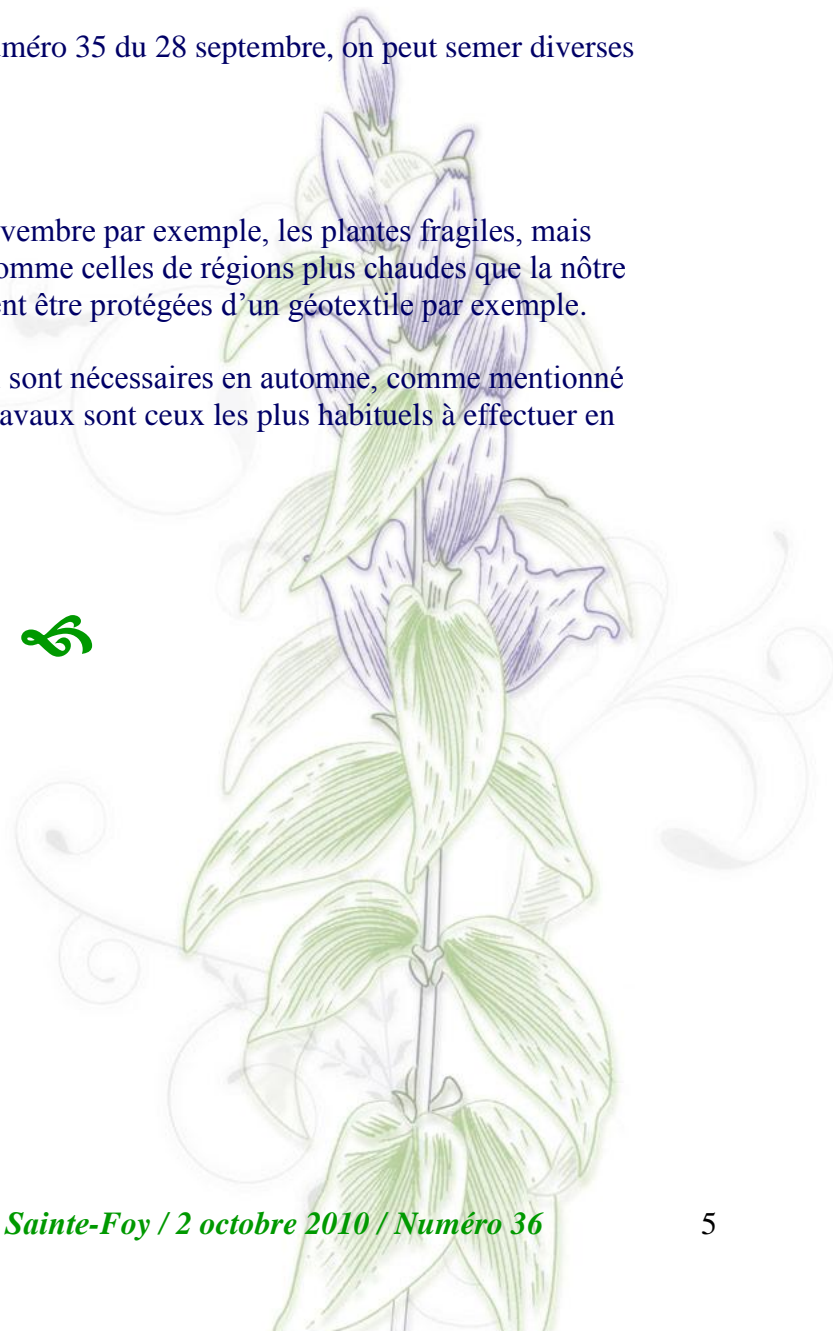 méro 35 du 28 septembre, on peut semer diverses
vembre par exemple, les plantes fragiles, mais
omme celles de régions plus chaudes que la nôtre
ent être protégées d’un géotextile par exemple.
sont nécessaires en automne, comme mentionné
avaux sont ceux les plus habituels à effectuer en
Sainte-Foy / 2 octobre 2010 / Numéro 36 5